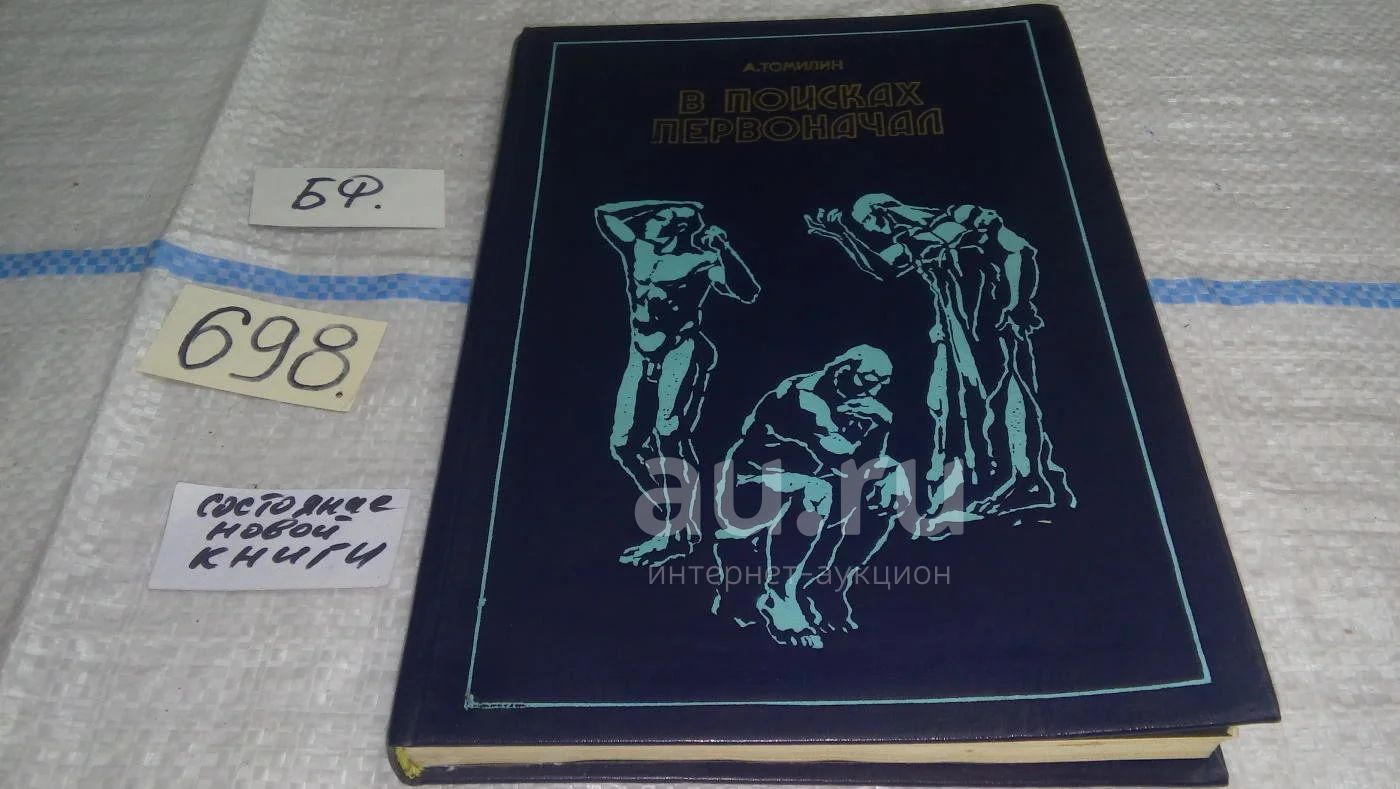 А.ТОМИЛИН
В ПОИСКАХ
ПЕРВОНАЧАЛ
БФ.
698.
состояние
новой
книги
au.ru
интернет-аукцион